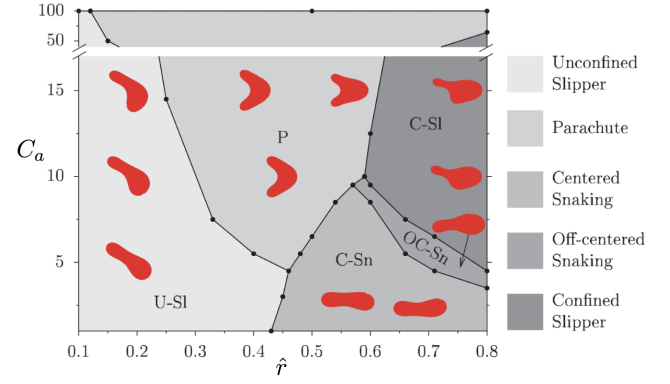 100
50
15
10
5
C_a
0.1 0.2 0.3 0.4 0.5 0.6 0.7 0.8
r̂
P
C-Sl
OC-Sn
C-Sn
U-Sl
Unconfined
Slipper
Parachute
Centered
Snaking
Off-centered
Snaking
Confined
Slipper